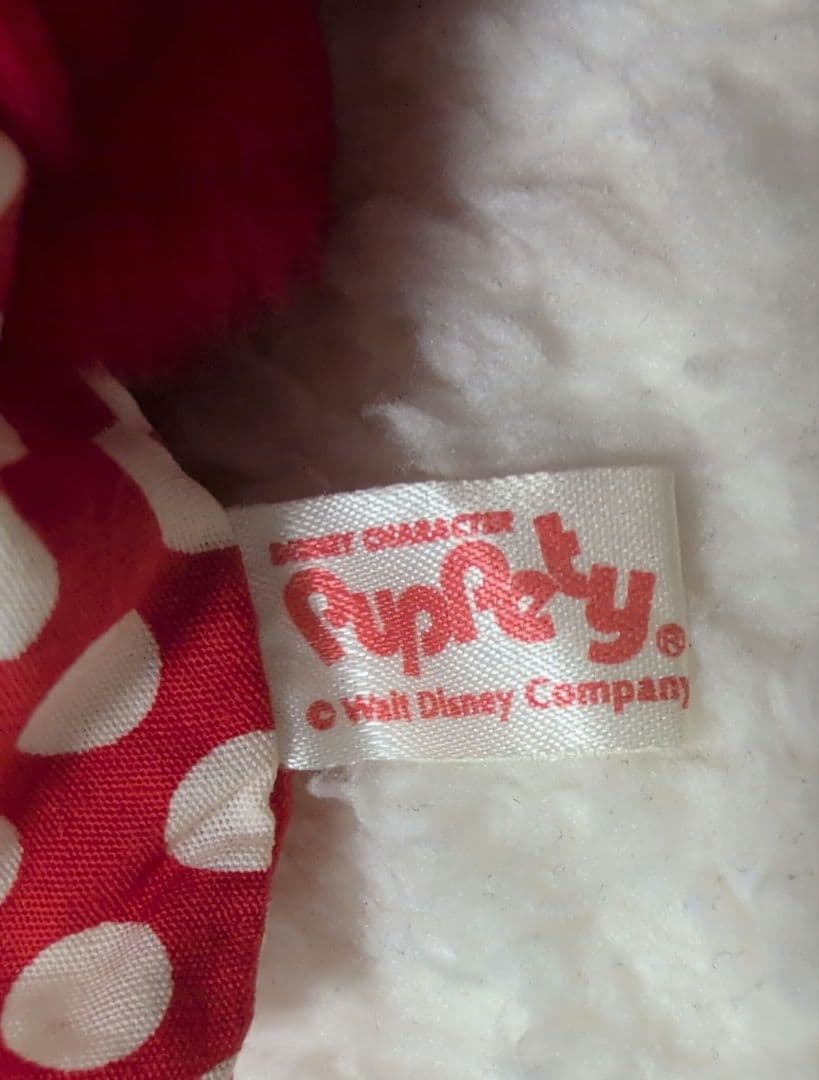 DISNEY CHARACTER
PupPety®
© Walt Disney Company